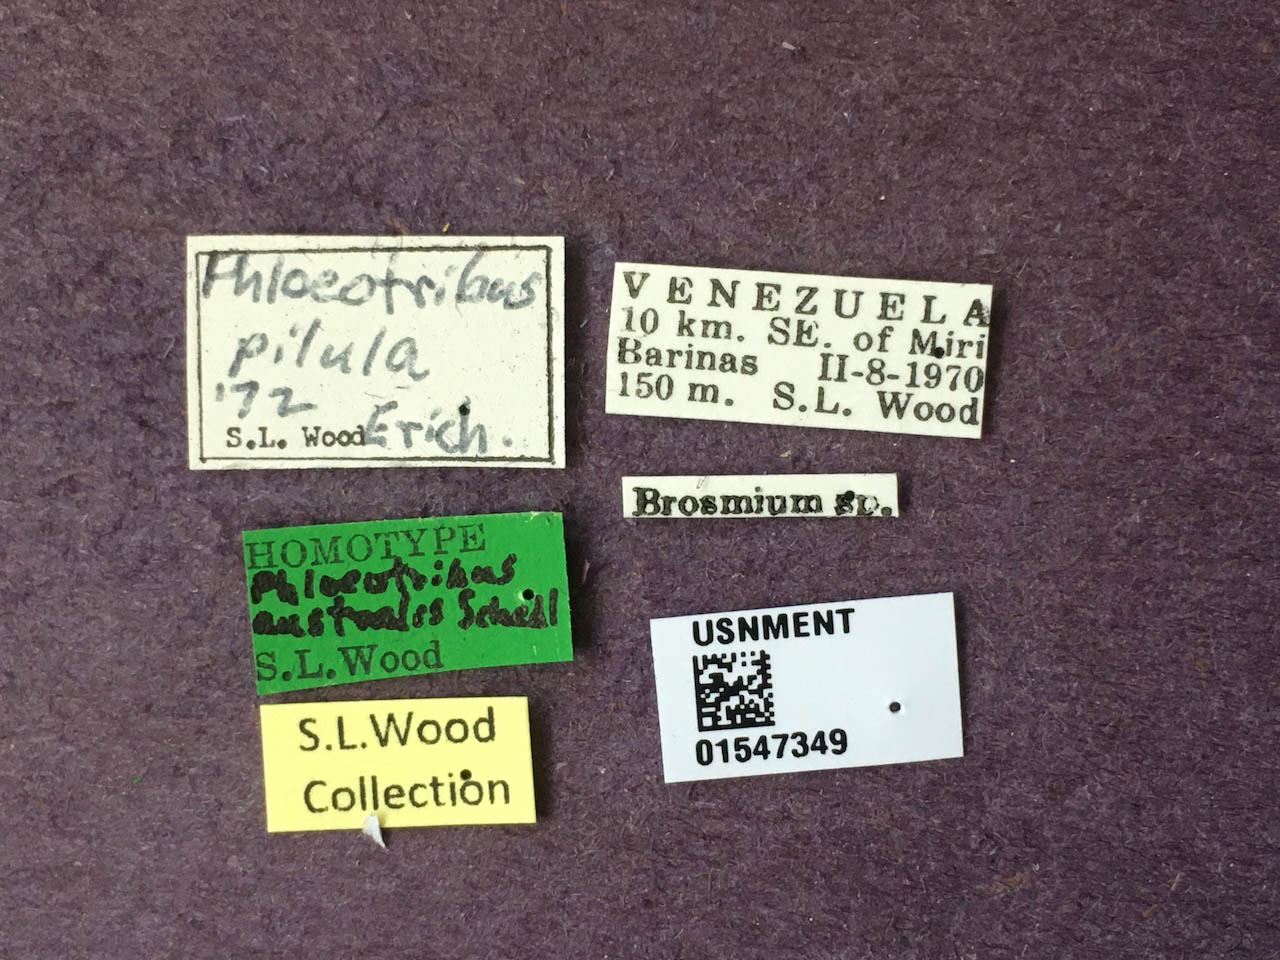 Phloeotribus
pilula
'72
S.L. Wood Erich.
VENEZUELA
10 km. SE. of Miri
Barinas II-8-1970
150 m. S.L. Wood
Brosmium sp.
HOMOTYPE
Phloeotribus
australis Schedl
S.L.Wood
S.L.Wood
Collection
USNMENT
01547349